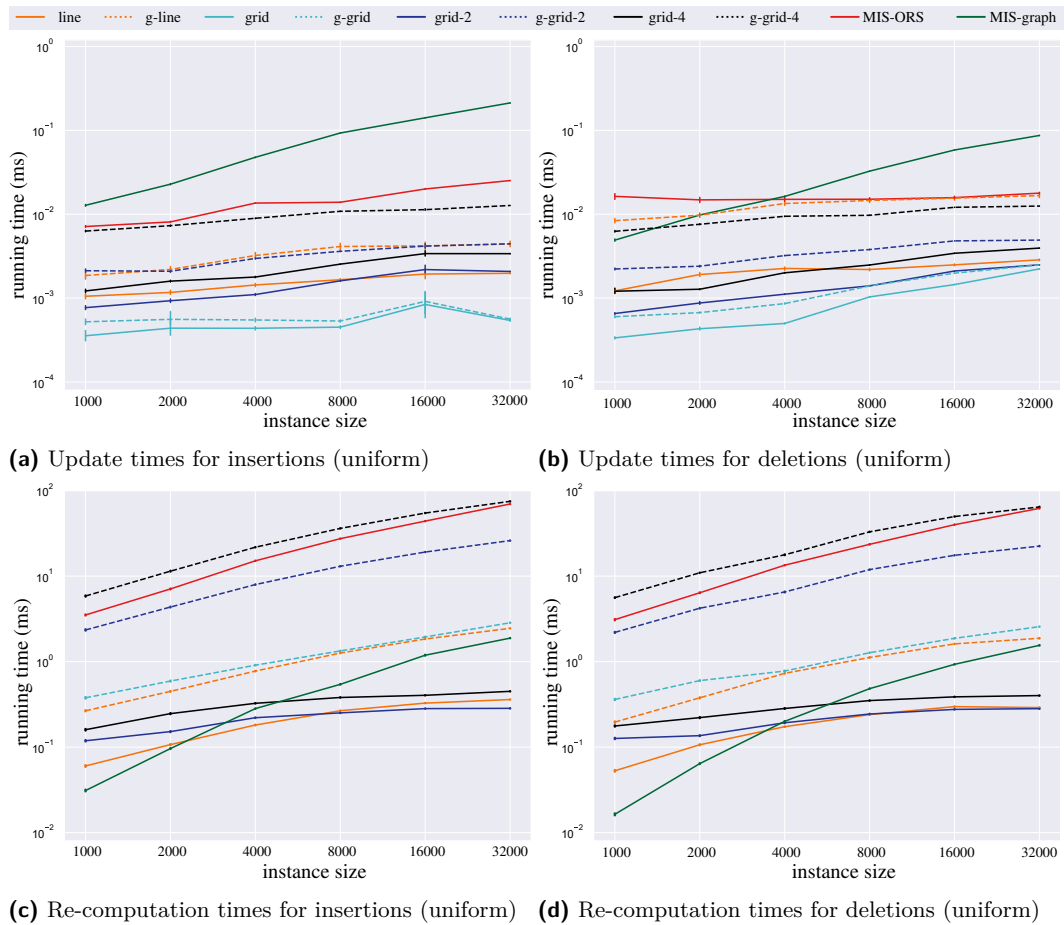 line g-line grid g-grid grid-2 g-grid-2 grid-4 g-grid-4 MIS-ORS MIS-graph
running time (ms)
10^0
10^-1
10^-2
10^-3
10^-4
1000 2000 4000 8000 16000 32000
instance size
(a) Update times for insertions (uniform)
running time (ms)
10^0
10^-1
10^-2
10^-3
10^-4
1000 2000 4000 8000 16000 32000
instance size
(b) Update times for deletions (uniform)
running time (ms)
10^2
10^1
10^0
10^-1
10^-2
1000 2000 4000 8000 16000 32000
instance size
(c) Re-computation times for insertions (uniform)
running time (ms)
10^2
10^1
10^0
10^-1
10^-2
1000 2000 4000 8000 16000 32000
instance size
(d) Re-computation times for deletions (uniform)